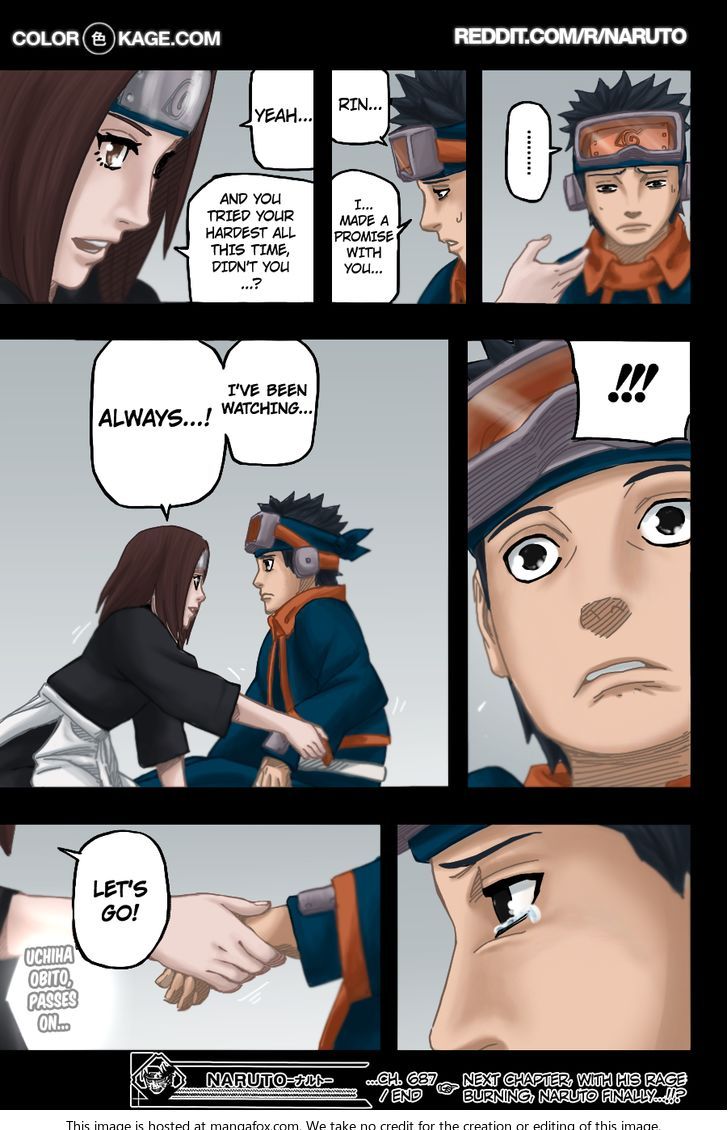 COLOR 色 KAGE.COM
REDDIT.COM/R/NARUTO
............
RIN...
I...
MADE A
PROMISE
WITH
YOU...
YEAH...
AND YOU
TRIED YOUR
HARDEST ALL
THIS TIME,
DIDN'T YOU
...?
!!!
I'VE BEEN
WATCHING...
ALWAYS...!
LET'S
GO!
UCHIHA
OBITO,
PASSES
ON...
NARUTO—ナルト—
...CH. 687
/ END
☞ NEXT CHAPTER, WITH HIS RAGE
BURNING, NARUTO FINALLY...!!?
This image is hosted at mangafox.com. We take no credit for the creation or editing of this image.